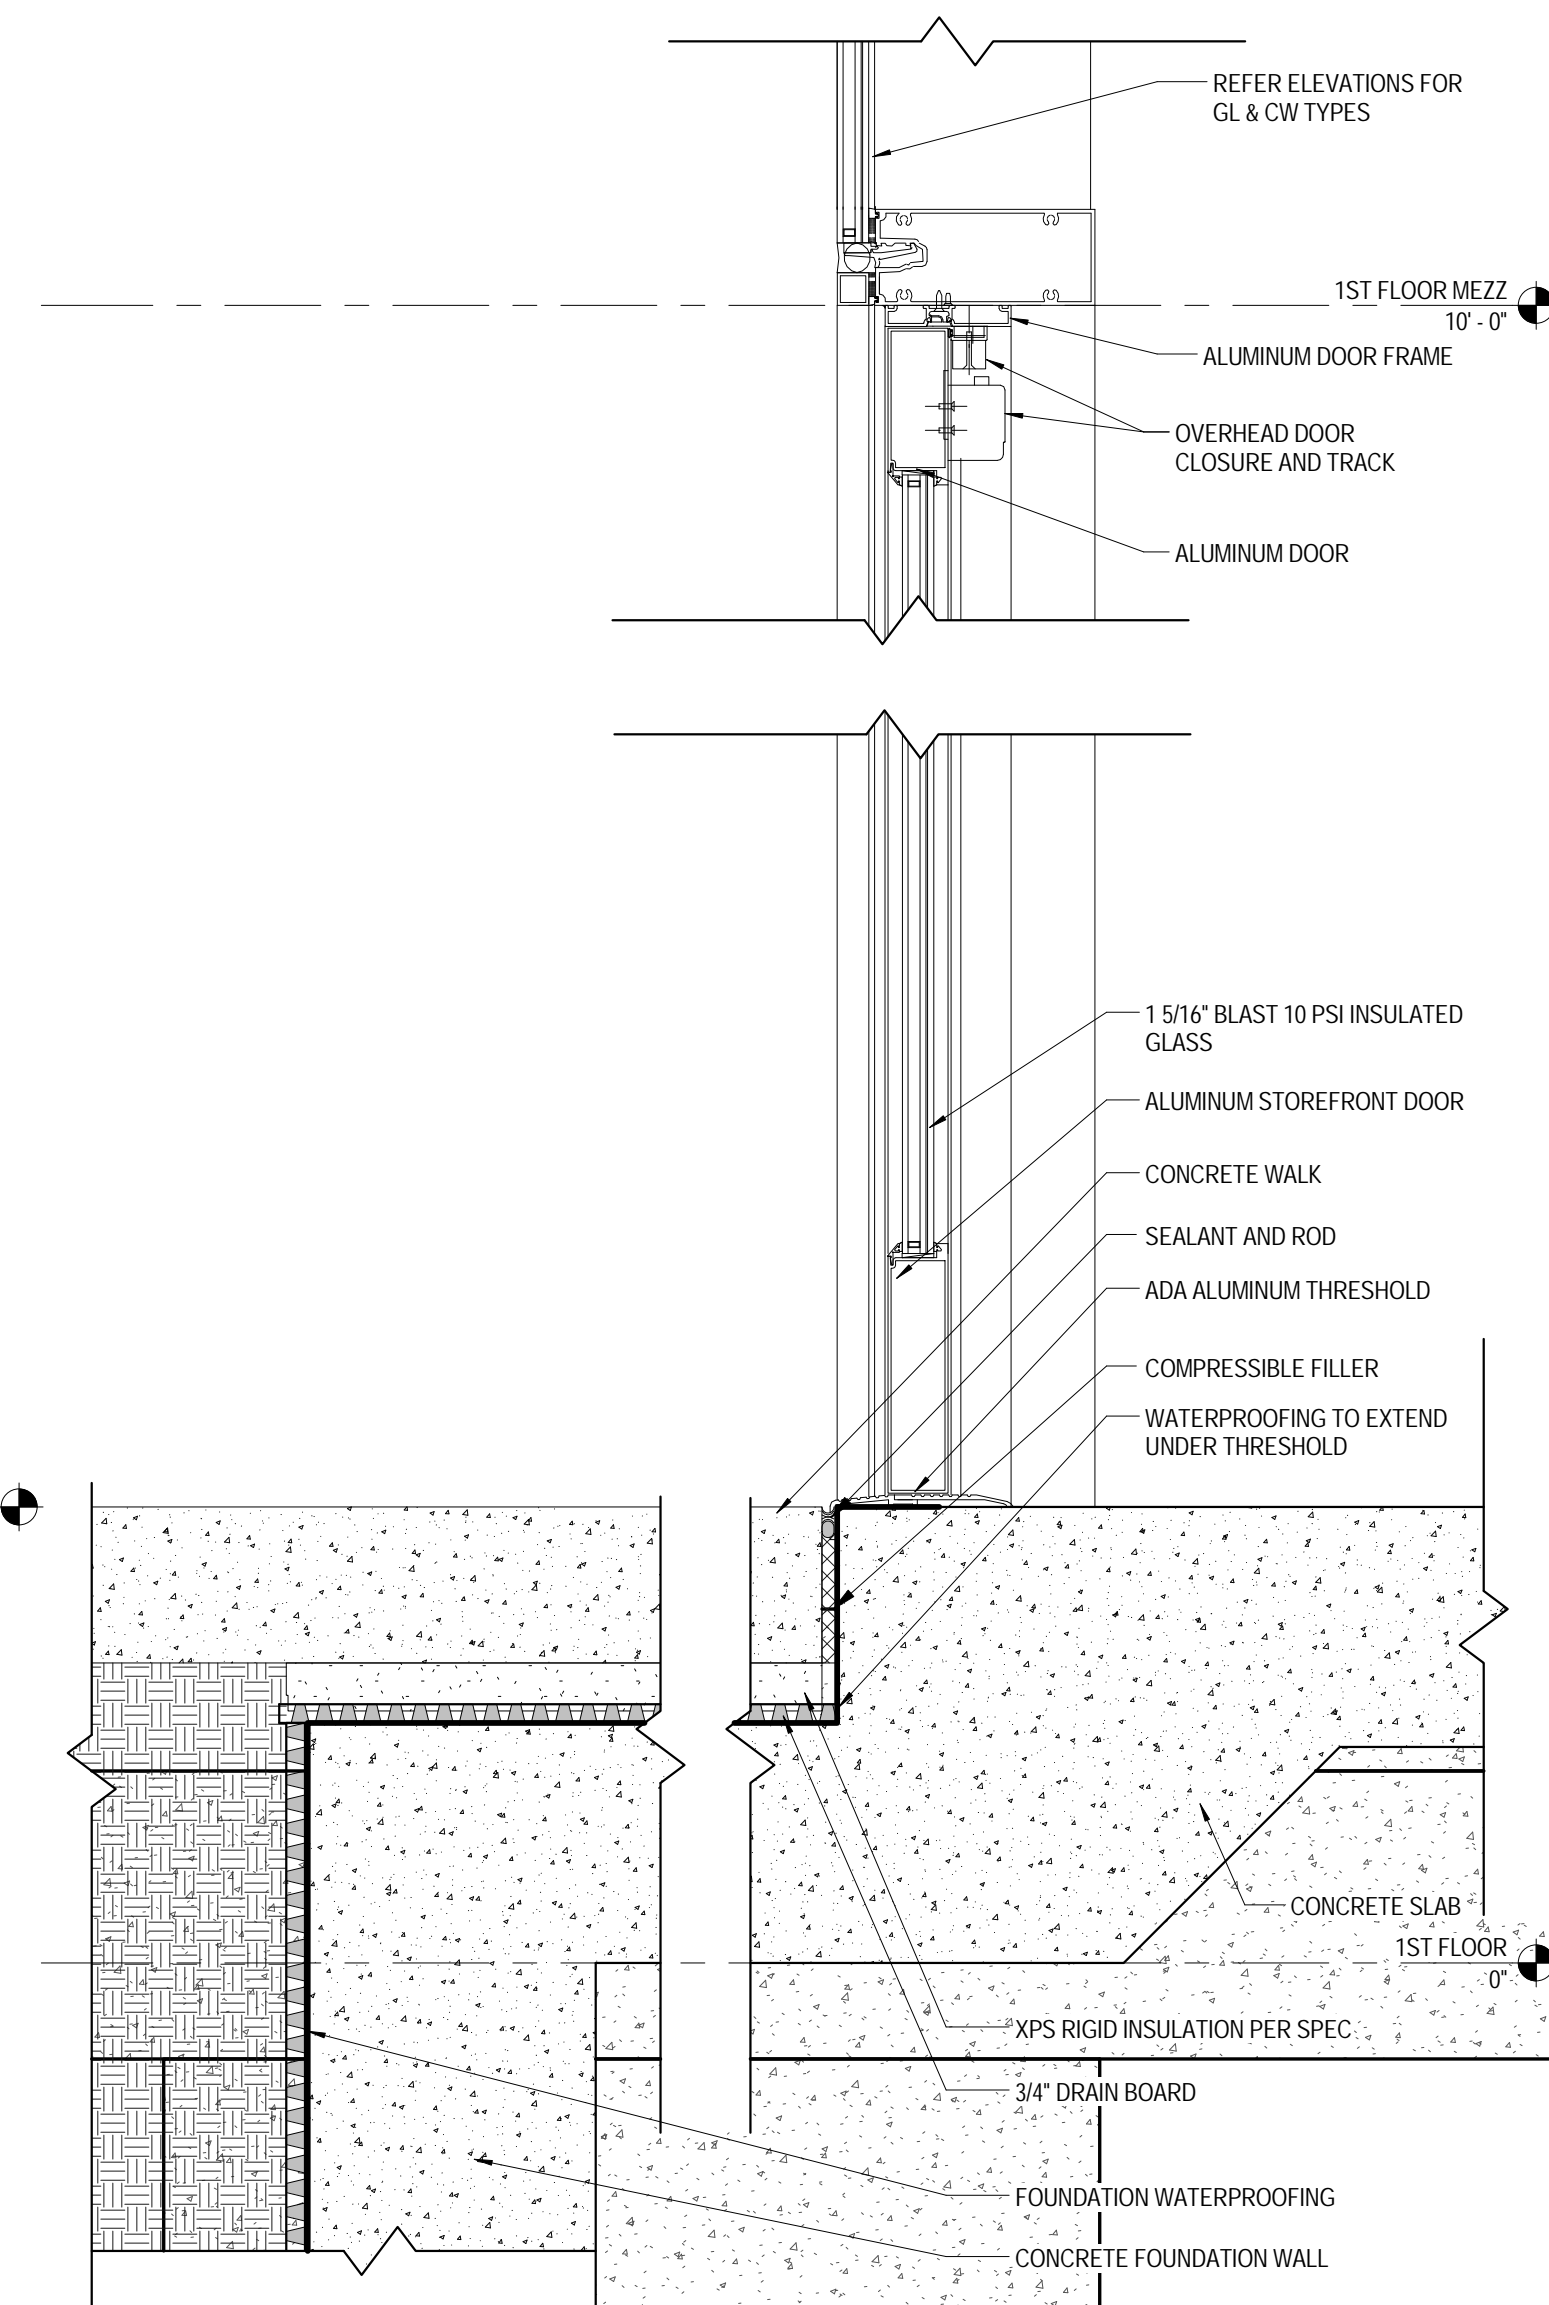 REFER ELEVATIONS FOR
GL & CW TYPES
1ST FLOOR MEZZ
10' - 0"
ALUMINUM DOOR FRAME
OVERHEAD DOOR
CLOSURE AND TRACK
ALUMINUM DOOR
1 5/16" BLAST 10 PSI INSULATED
GLASS
ALUMINUM STOREFRONT DOOR
CONCRETE WALK
SEALANT AND ROD
ADA ALUMINUM THRESHOLD
COMPRESSIBLE FILLER
WATERPROOFING TO EXTEND
UNDER THRESHOLD
CONCRETE SLAB
1ST FLOOR
0"
XPS RIGID INSULATION PER SPEC
3/4" DRAIN BOARD
FOUNDATION WATERPROOFING
CONCRETE FOUNDATION WALL